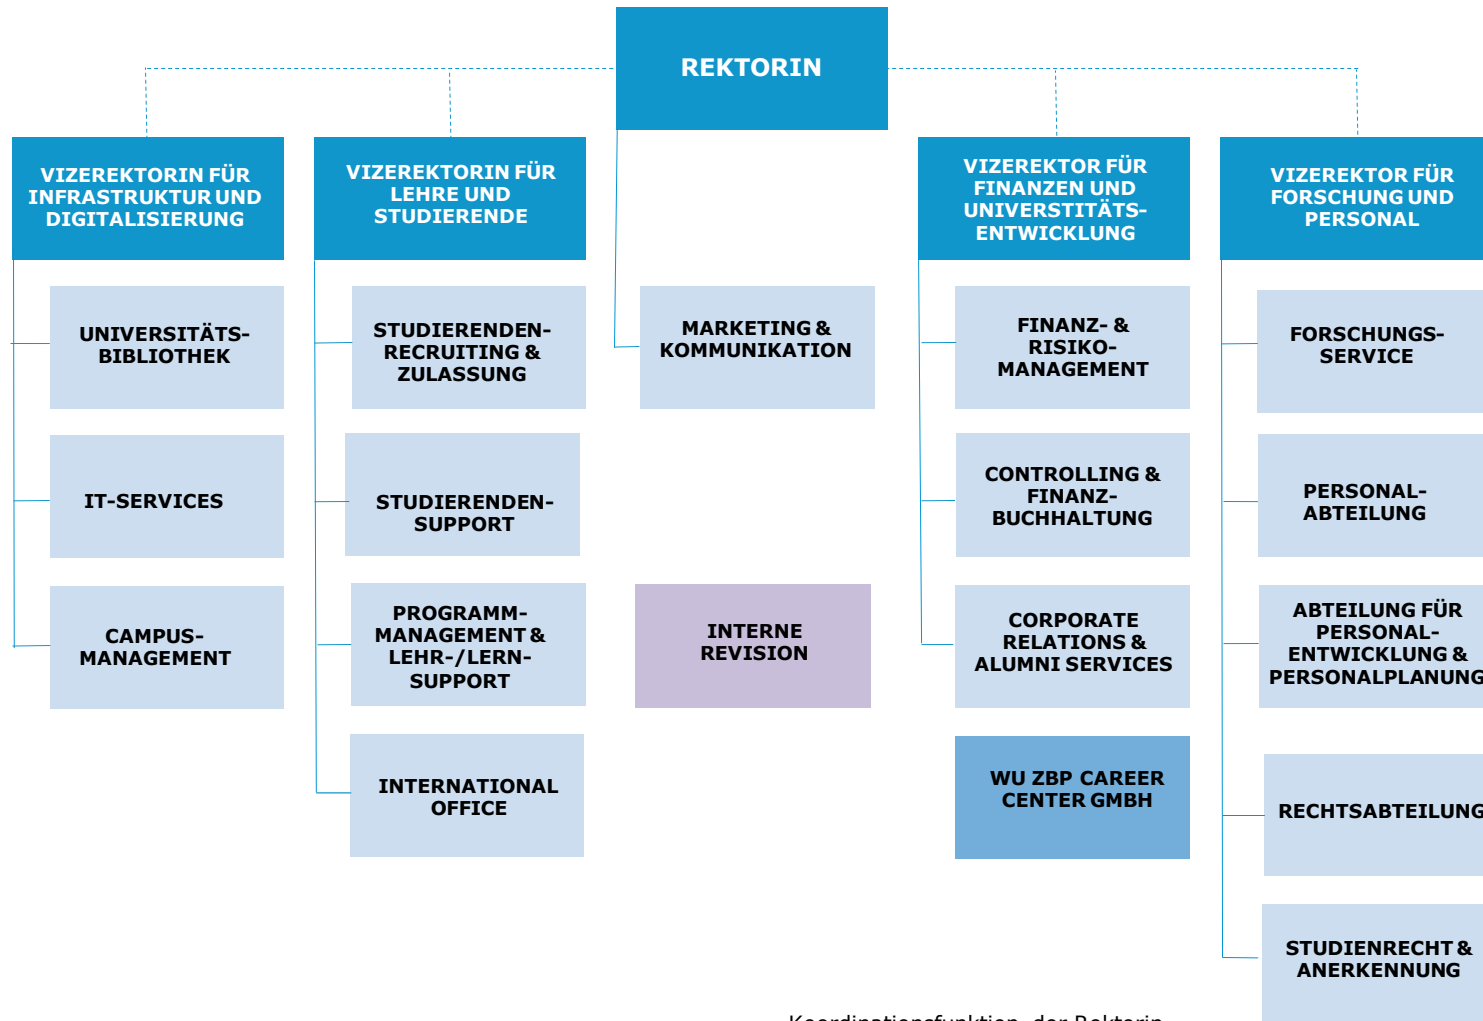 REKTORIN
VIZEREKTORIN FÜR
INFRASTRUKTUR UND
DIGITALISIERUNG
VIZEREKTORIN FÜR
LEHRE UND
STUDIERENDE
VIZEREKTOR FÜR
FINANZEN UND
UNIVERSTITÄTS-
ENTWICKLUNG
VIZEREKTOR FÜR
FORSCHUNG UND
PERSONAL
UNIVERSITÄTS-
BIBLIOTHEK
STUDIERENDEN-
RECRUITING &
ZULASSUNG
MARKETING &
KOMMUNIKATION
FINANZ- &
RISIKO-
MANAGEMENT
FORSCHUNGS-
SERVICE
IT-SERVICES
STUDIERENDEN-
SUPPORT
CONTROLLING &
FINANZ-
BUCHHALTUNG
PERSONAL-
ABTEILUNG
CAMPUS-
MANAGEMENT
PROGRAMM-
MANAGEMENT &
LEHR-/LERN-
SUPPORT
INTERNE
REVISION
CORPORATE
RELATIONS &
ALUMNI SERVICES
ABTEILUNG FÜR
PERSONAL-
ENTWICKLUNG &
PERSONALPLANUNG
INTERNATIONAL
OFFICE
WU ZBP CAREER
CENTER GMBH
RECHTSABTEILUNG
STUDIENRECHT &
ANERKENNUNG
Koordinationsfunktion der Rektorin